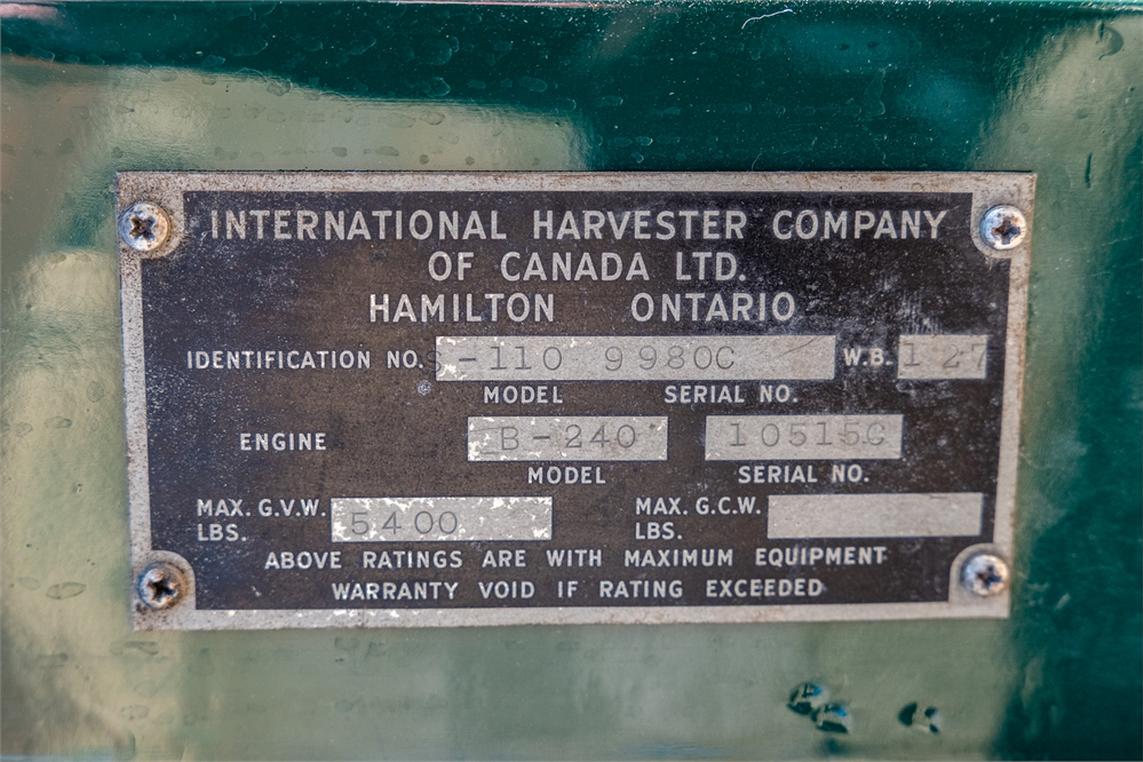 INTERNATIONAL HARVESTER COMPANY
OF CANADA LTD.
HAMILTON ONTARIO
IDENTIFICATION NO. S-110 9980C W.B. 127
MODEL SERIAL NO.
ENGINE B-240 10515C
MODEL SERIAL NO.
MAX. G.V.W. LBS. 5400 MAX. G.C.W. LBS.
ABOVE RATINGS ARE WITH MAXIMUM EQUIPMENT
WARRANTY VOID IF RATING EXCEEDED